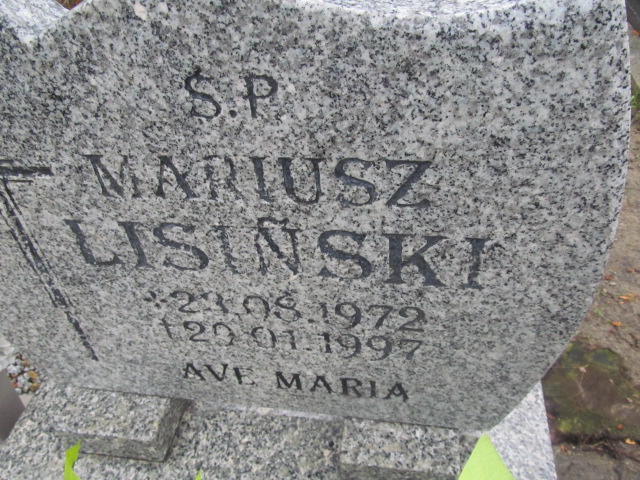 Ś.P
MARIUSZ
LISIŃSKI
*23.08.1972
†29.01.1997
AVE MARIA